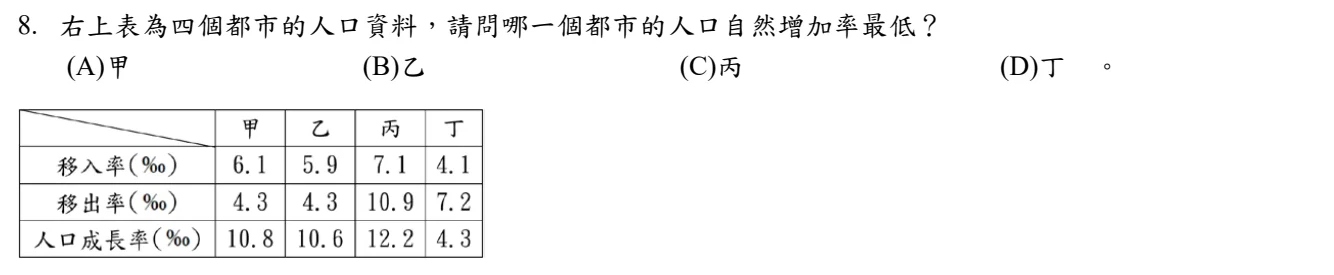 8. 右上表為四個都市的人口資料，請問哪一個都市的人口自然增加率最低？
(A)甲 (B)乙 (C)丙 (D)丁 。
甲 乙 丙 丁
移入率(‰) 6.1 5.9 7.1 4.1
移出率(‰) 4.3 4.3 10.9 7.2
人口成長率(‰) 10.8 10.6 12.2 4.3